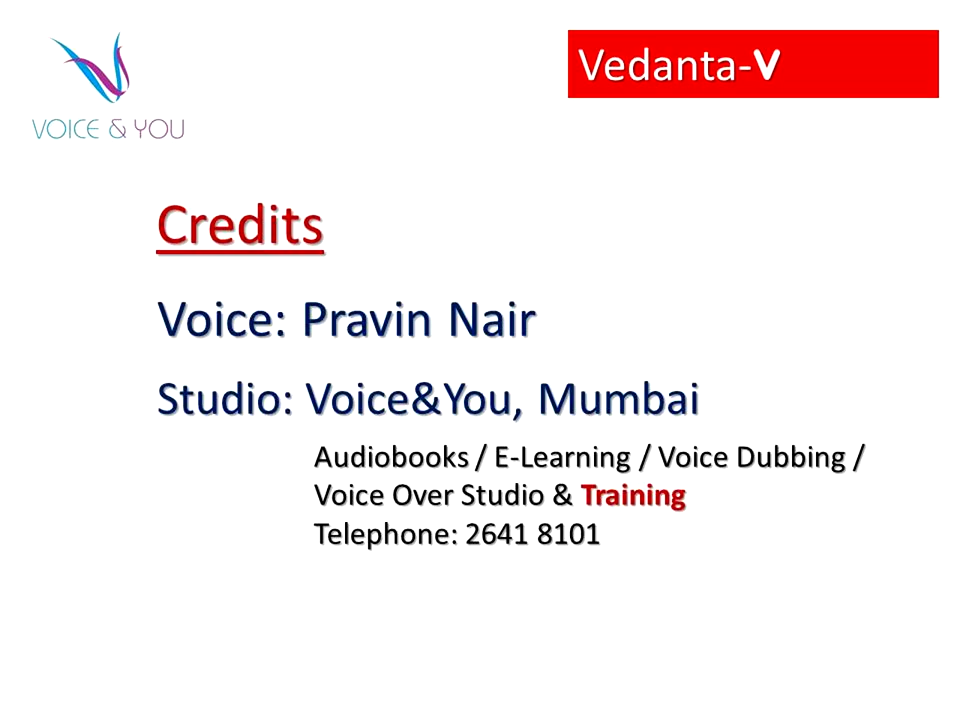 VOICE & YOU
Vedanta-V
Credits
Voice: Pravin Nair
Studio: Voice&You, Mumbai
Audiobooks / E-Learning / Voice Dubbing /
Voice Over Studio & Training
Telephone: 2641 8101